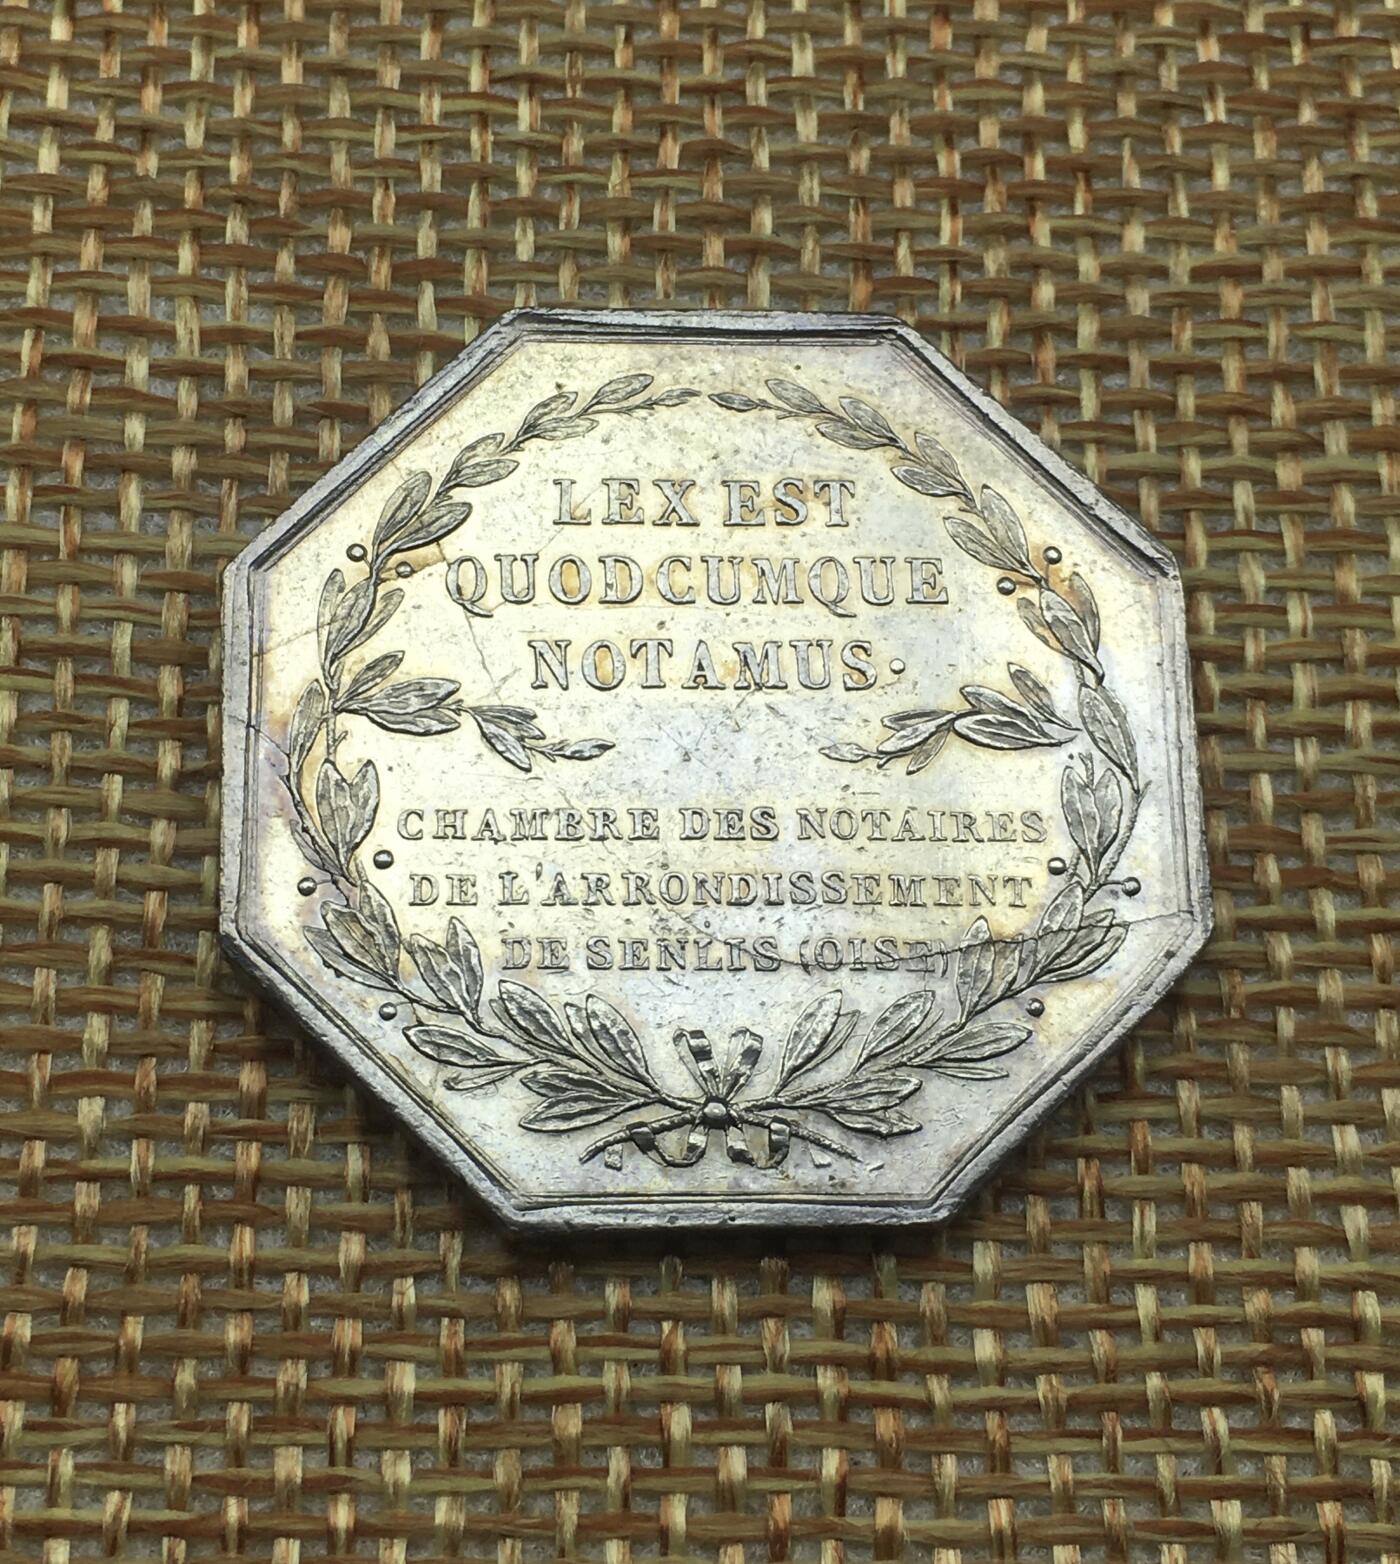 LEX EST
QUODCUMQUE
NOTAMUS·
CHAMBRE DES NOTAIRES
DE L'ARRONDISSEMENT
DE SENLIS (OISE)